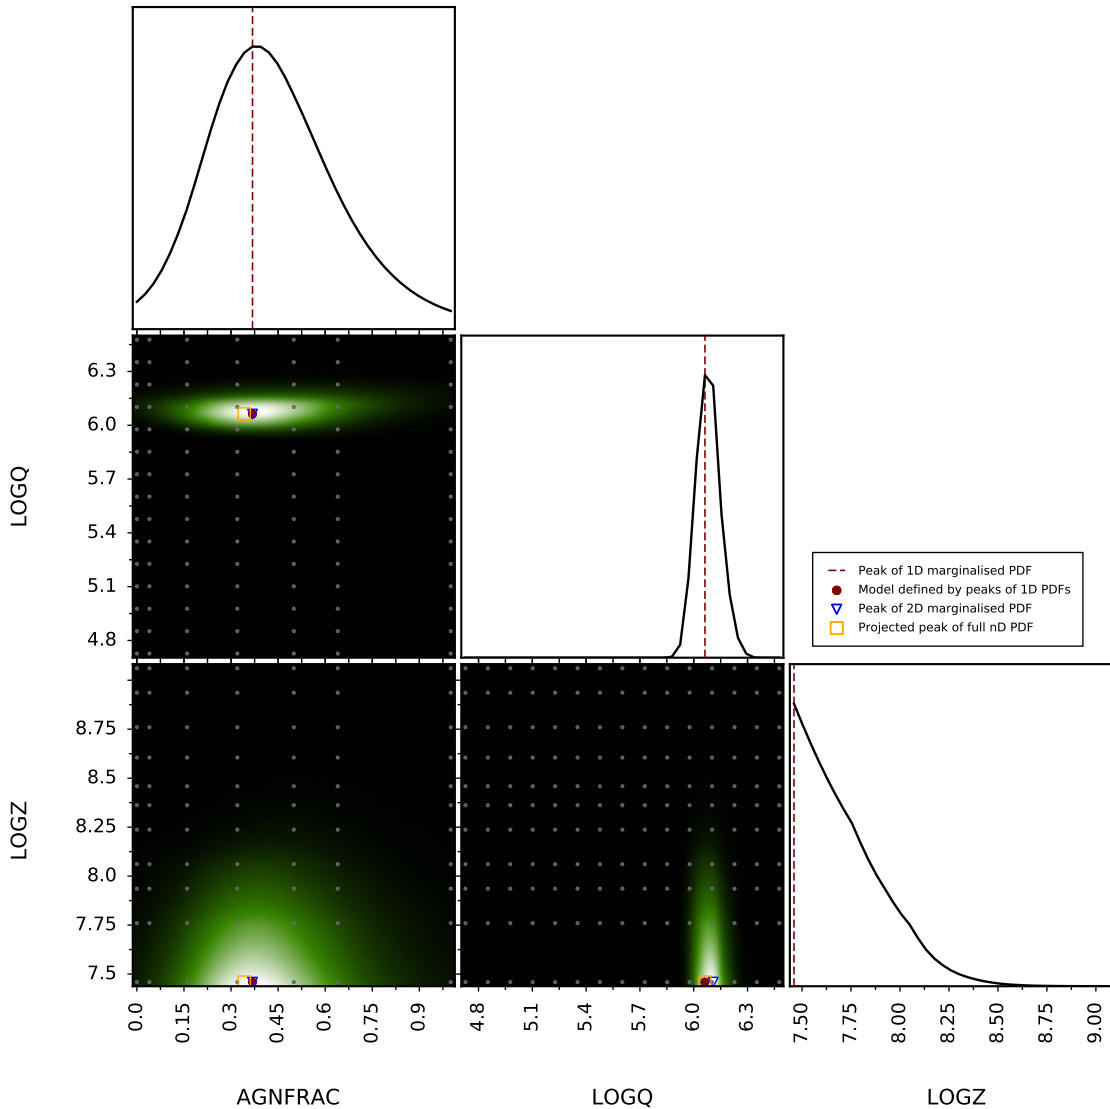 6.3
6.0
5.7
5.4
5.1
4.8
LOGQ
Peak of 1D marginalised PDF
Model defined by peaks of 1D PDFs
Peak of 2D marginalised PDF
Projected peak of full nD PDF
8.75
8.5
8.25
8.0
7.75
7.5
LOGZ
0.0 0.15 0.3 0.45 0.6 0.75 0.9
4.8 5.1 5.4 5.7 6.0 6.3
7.50 7.75 8.00 8.25 8.50 8.75 9.00
AGNFRAC LOGQ LOGZ